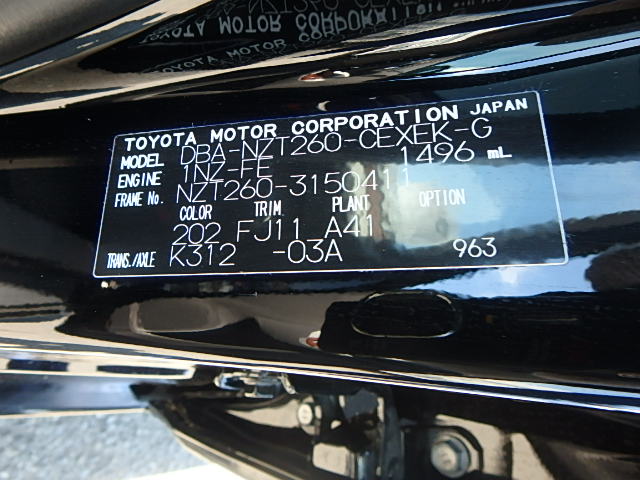 TOYOTA MOTOR CORPORATION JAPAN
MODEL DBA-NZT260-CEXEK-G
ENGINE 1NZ-FE 1496 mL
FRAME No. NZT260-3150411
COLOR TRIM PLANT OPTION
202 FJ11 A41
TRANS./AXLE K312 -03A 963